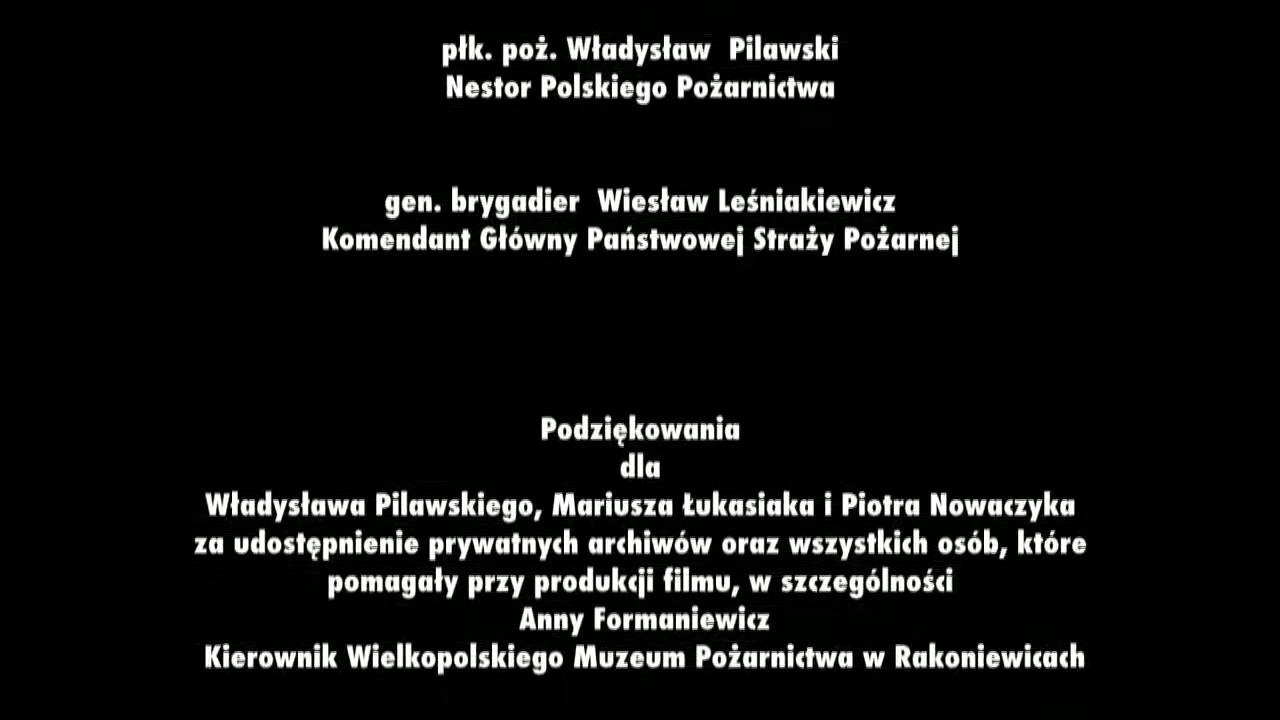 płk. poż. Władysław Pilawski
Nestor Polskiego Pożarnictwa
gen. brygadier Wiesław Leśniakiewicz
Komendant Główny Państwowej Straży Pożarnej
Podziękowania
dla
Władysława Pilawskiego, Mariusza Łukasiaka i Piotra Nowaczyka
za udostępnienie prywatnych archiwów oraz wszystkich osób, które
pomagały przy produkcji filmu, w szczególności
Anny Formaniewicz
Kierownik Wielkopolskiego Muzeum Pożarnictwa w Rakoniewicach